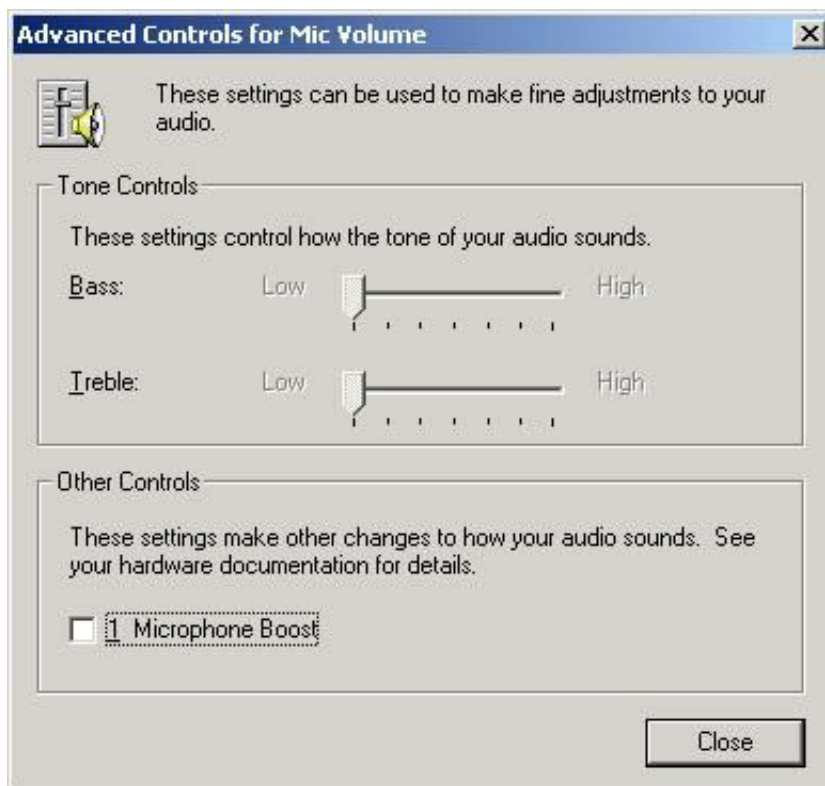 Advanced Controls for Mic Volume
These settings can be used to make fine adjustments to your
audio.
Tone Controls
These settings control how the tone of your audio sounds.
Bass: Low High
Treble: Low High
Other Controls
These settings make other changes to how your audio sounds. See
your hardware documentation for details.
1 Microphone Boost
Close